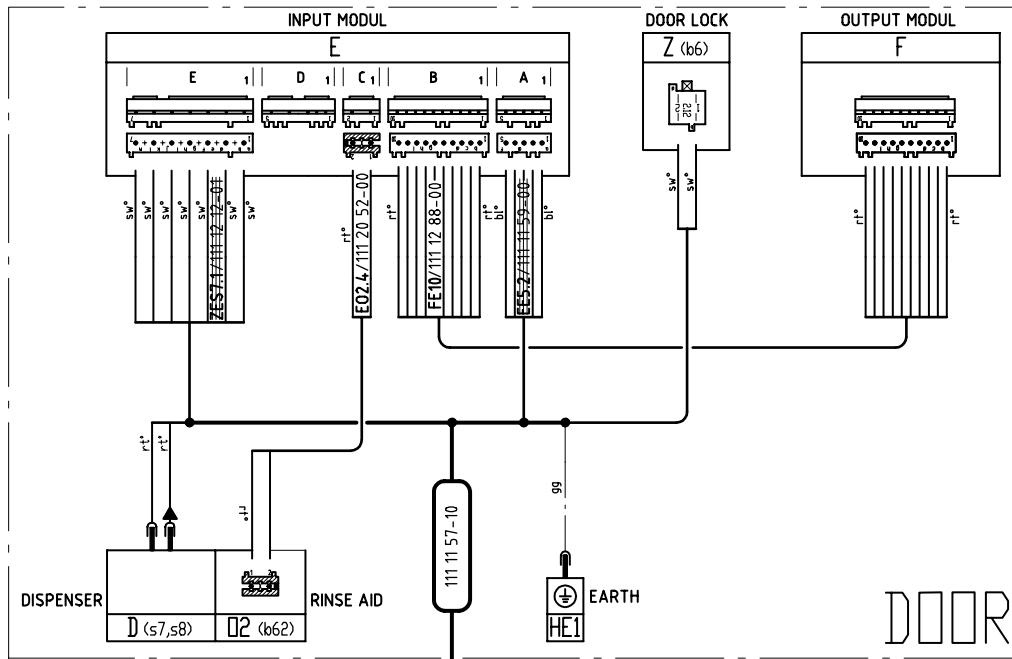 INPUT MODUL
DOOR LOCK
OUTPUT MODUL
E
Z (b6)
F
E 1
D 1
C 1
B 1
A 1
sw° sw° sw° sw° sw° ZES7.1/111 12 12-01 sw° sw°
rt° EO2.4/111 20 52-00
rt° FE10/111 12 88-00 rt°
bl° EE5.2/111 11 59-00 bl°
sw° sw°
rt° rt°
rt° rt°
rt°
111 11 57-10
gg
DISPENSER
RINSE AID
EARTH
D (s7,s8)
O2 (b62)
HE1
DOOR